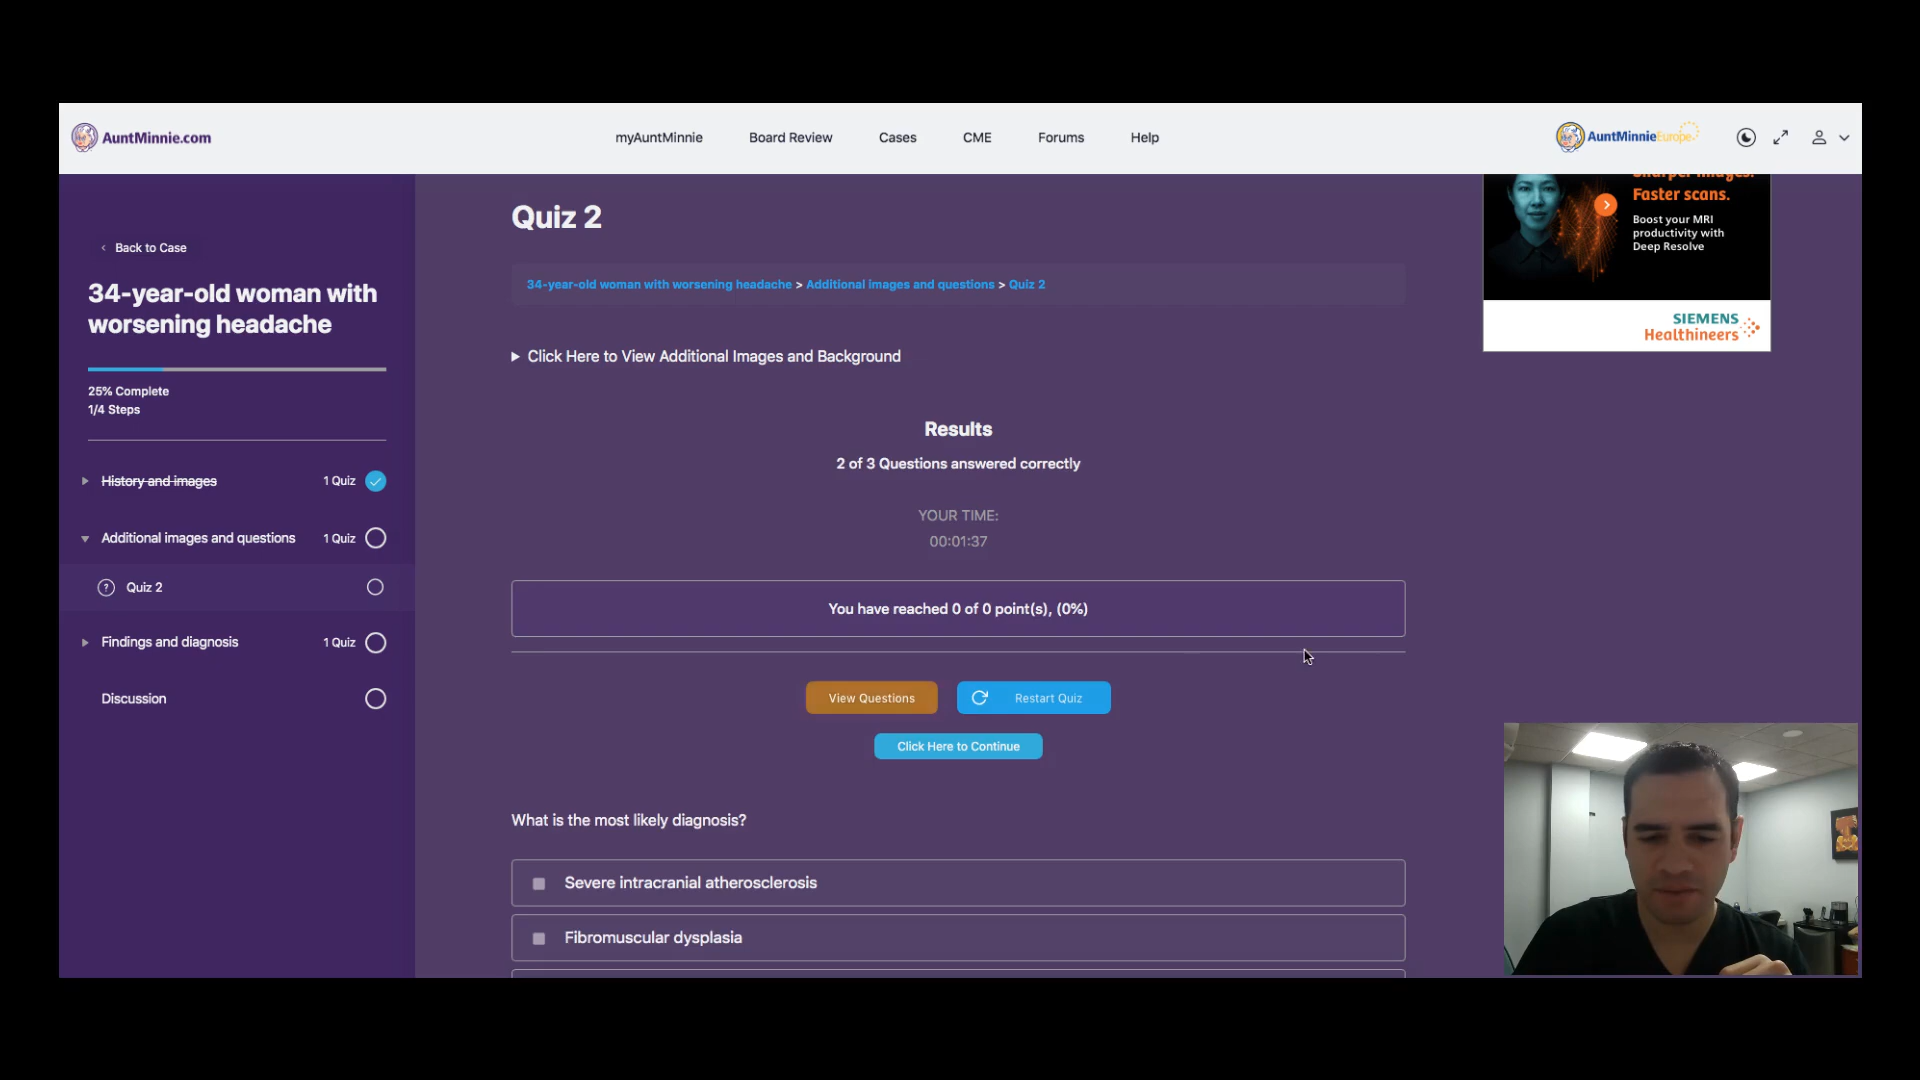 AuntMinnie.com
myAuntMinnie
Board Review
Cases
CME
Forums
Help
AuntMinnieEurope
Back to Case
34-year-old woman with
worsening headache
25% Complete
1/4 Steps
History and images
1 Quiz
Additional images and questions
1 Quiz
? Quiz 2
Findings and diagnosis
1 Quiz
Discussion
Quiz 2
34-year-old woman with worsening headache > Additional images and questions > Quiz 2
Click Here to View Additional Images and Background
Results
2 of 3 Questions answered correctly
YOUR TIME:
00:01:37
You have reached 0 of 0 point(s), (0%)
View Questions
Restart Quiz
Click Here to Continue
What is the most likely diagnosis?
Severe intracranial atherosclerosis
Fibromuscular dysplasia
Sharper images.
Faster scans.
Boost your MRI
productivity with
Deep Resolve
SIEMENS
Healthineers